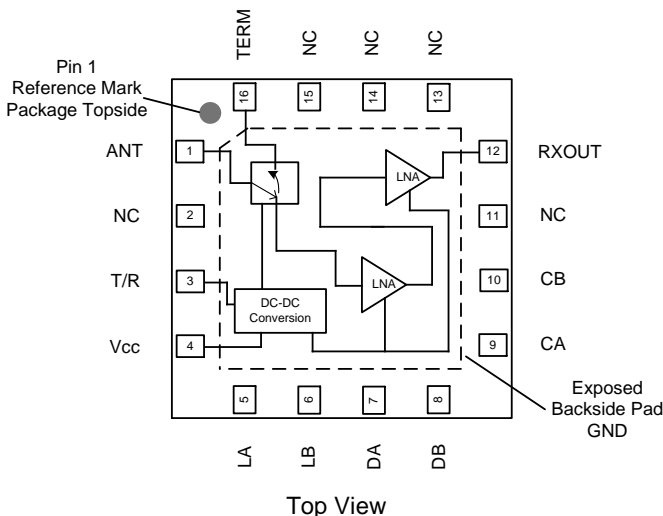 TERM
NC
NC
NC
Pin 1
Reference Mark
Package Topside
16
15
14
13
ANT
1
LNA
12
RXOUT
NC
2
11
NC
T/R
3
LNA
10
CB
DC-DC
Conversion
Vcc
4
9
CA
5
6
7
8
Exposed
Backside Pad
GND
LA
LB
DA
DB
Top View